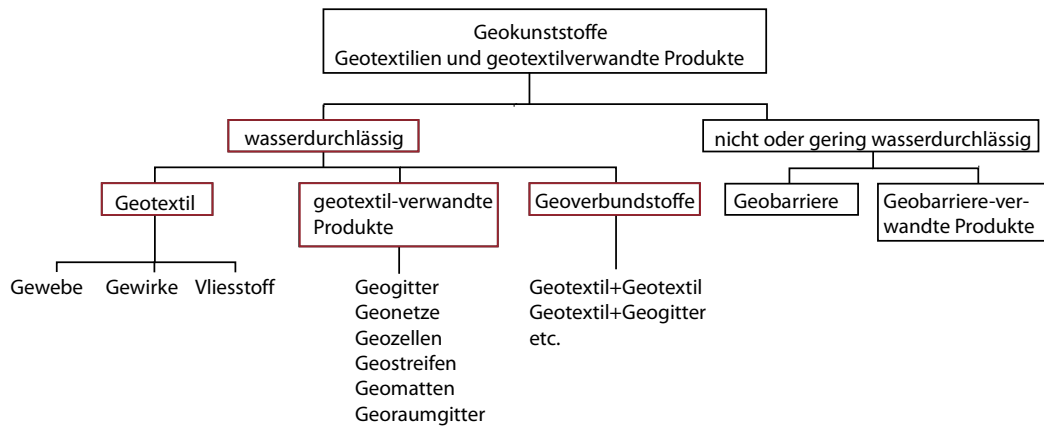 Geokunststoffe
Geotextilien und geotextilverwandte Produkte
wasserdurchlässig
nicht oder gering wasserdurchlässig
Geotextil
geotextil-verwandte
Produkte
Geoverbundstoffe
Geobarriere
Geobarriere-ver-
wandte Produkte
Gewebe
Gewirke
Vliesstoff
Geogitter
Geonetze
Geozellen
Geostreifen
Geomatten
Georaumgitter
Geotextil+Geotextil
Geotextil+Geogitter
etc.